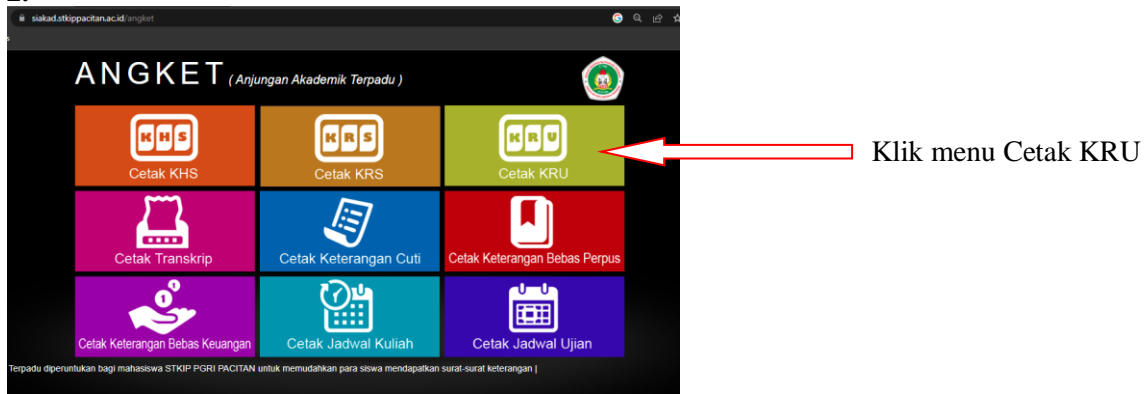 siakad.stkippacitan.ac.id/angket
s
ANGKET ( Anjungan Akademik Terpadu )
KHS
Cetak KHS
KRS
Cetak KRS
KRU
Cetak KRU
Klik menu Cetak KRU
Cetak Transkrip
Cetak Keterangan Cuti
Cetak Keterangan Bebas Perpus
1
1
Cetak Keterangan Bebas Keuangan
Cetak Jadwal Kuliah
Cetak Jadwal Ujian
Terpadu diperuntukan bagi mahasiswa STKIP PGRI PACITAN untuk memudahkan para siswa mendapatkan surat-surat keterangan |